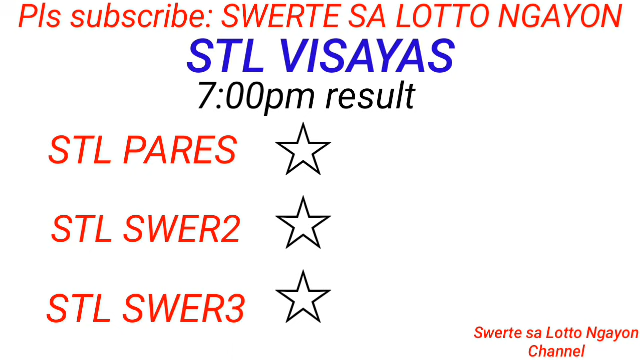 Pls subscribe: SWERTE SA LOTTO NGAYON
STL VISAYAS
7:00pm result
STL PARES
STL SWER2
STL SWER3
Swerte sa Lotto Ngayon
Channel